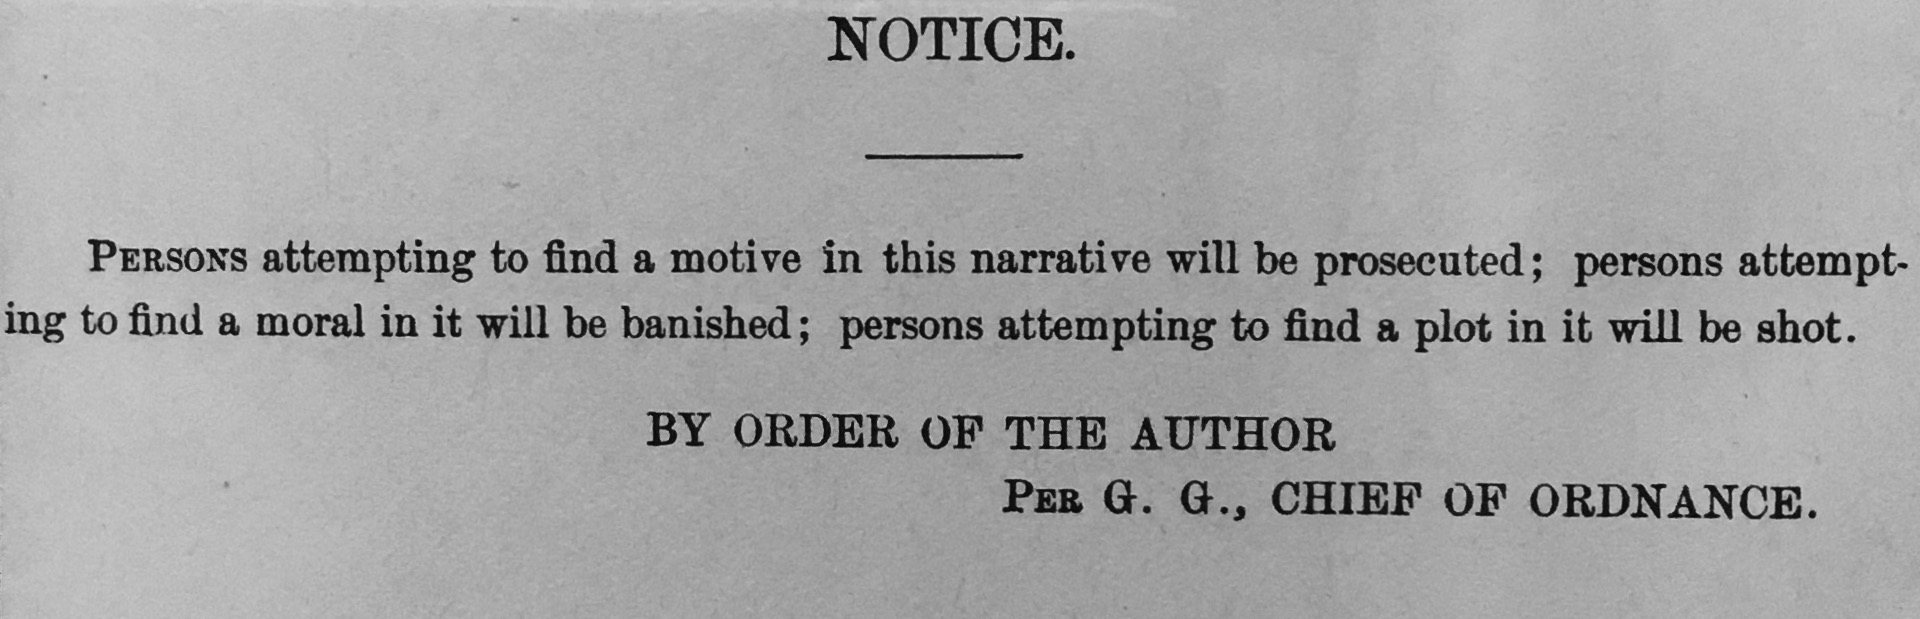 NOTICE.
PERSONS attempting to find a motive in this narrative will be prosecuted; persons attempt-
ing to find a moral in it will be banished; persons attempting to find a plot in it will be shot.
BY ORDER OF THE AUTHOR
PER G. G., CHIEF OF ORDNANCE.